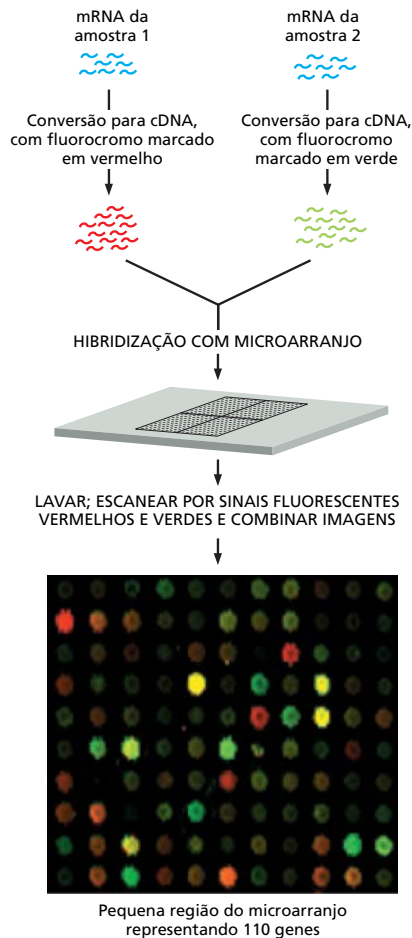 mRNA da
amostra 1
mRNA da
amostra 2
Conversão para cDNA,
com fluorocromo marcado
em vermelho
Conversão para cDNA,
com fluorocromo
marcado em verde
HIBRIDIZAÇÃO COM MICROARRANJO
LAVAR; ESCANEAR POR SINAIS FLUORESCENTES
VERMELHOS E VERDES E COMBINAR IMAGENS
Pequena região do microarranjo
representando 110 genes